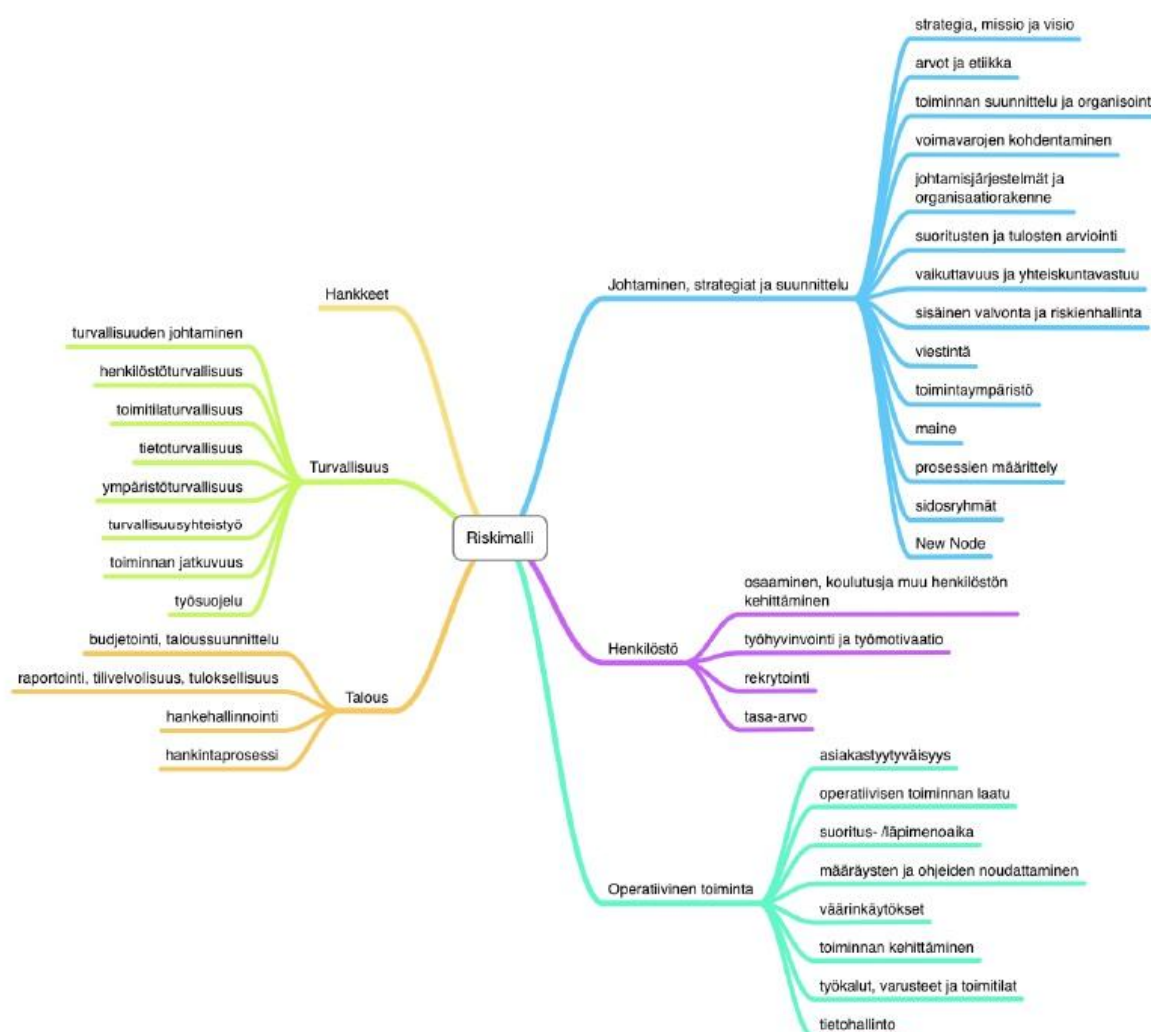 strategia, missio ja visio
arvot ja etiikka
toiminnan suunnittelu ja organisoint
voimavarojen kohdentaminen
johtamisjärjestelmät ja
organisaatiorakenne
suoritusten ja tulosten arviointi
vaikuttavuus ja yhteiskuntavastuu
sisäinen valvonta ja riskienhallinta
viestintä
toimintaympäristö
maine
prosessien määrittely
sidosryhmät
New Node
Johtaminen, strategiat ja suunnittelu
Hankkeet
turvallisuuden johtaminen
henkilöstöturvallisuus
toimitilaturvallisuus
tietoturvallisuus
ympäristöturvallisuus
turvallisuusyhteistyö
toiminnan jatkuvuus
työsuojelu
Turvallisuus
Riskimalli
budjetointi, taloussuunnittelu
raportointi, tilivelvolisuus, tuloksellisuus
hankehallinnointi
hankintaprosessi
Talous
osaaminen, koulutusja muu henkilöstön
kehittäminen
työhyvinvointi ja työmotivaatio
rekrytointi
tasa-arvo
Henkilöstö
asiakastyytyväisyys
operatiivisen toiminnan laatu
suoritus- /läpimenoaika
määräysten ja ohjeiden noudattaminen
väärinkäytökset
toiminnan kehittäminen
työkalut, varusteet ja toimitilat
tietohallinto
Operatiivinen toiminta